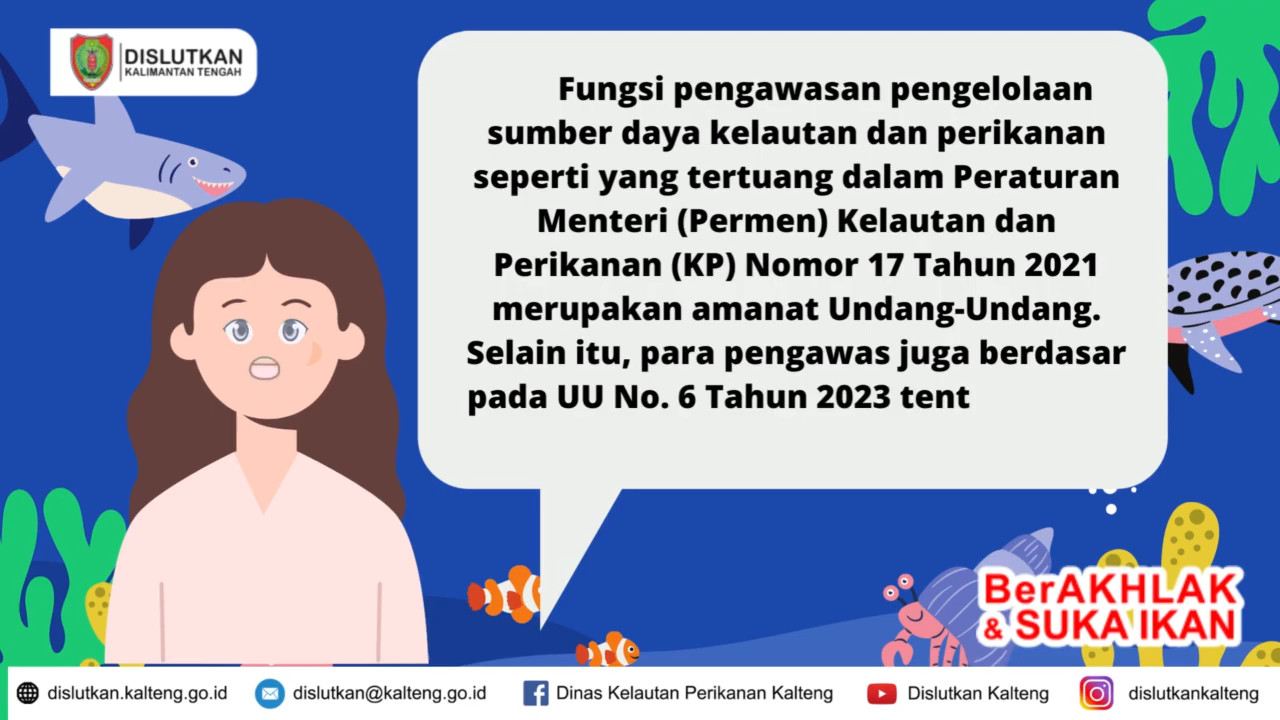 DISLUTKAN
KALIMANTAN TENGAH
Fungsi pengawasan pengelolaan
sumber daya kelautan dan perikanan
seperti yang tertuang dalam Peraturan
Menteri (Permen) Kelautan dan
Perikanan (KP) Nomor 17 Tahun 2021
merupakan amanat Undang-Undang.
Selain itu, para pengawas juga berdasar
pada UU No. 6 Tahun 2023 tent
BerAKHLAK
& SUKA IKAN
dislutkan.kalteng.go.id
dislutkan@kalteng.go.id
Dinas Kelautan Perikanan Kalteng
Dislutkan Kalteng
dislutkankalteng